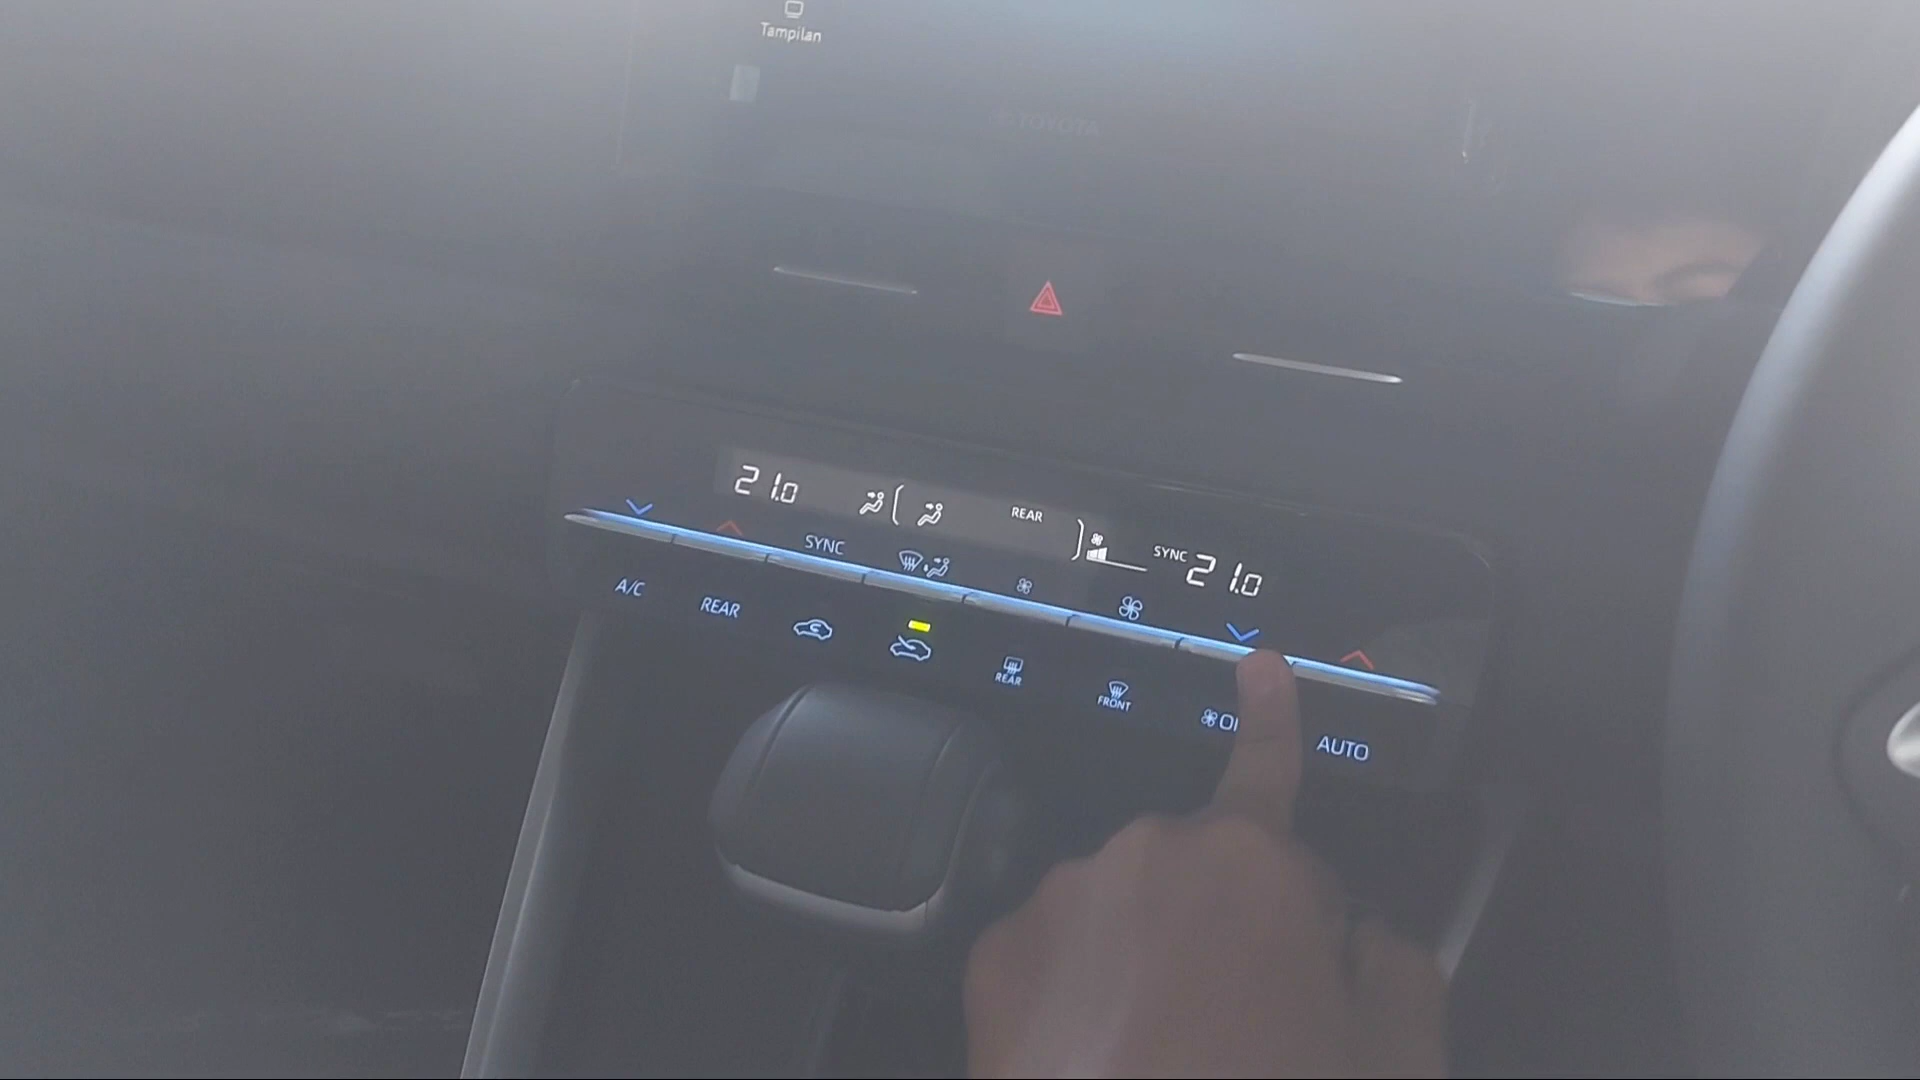 Tampilan
TOYOTA
21.0
REAR
SYNC
21.0
SYNC
A/C
REAR
REAR
FRONT
AUTO